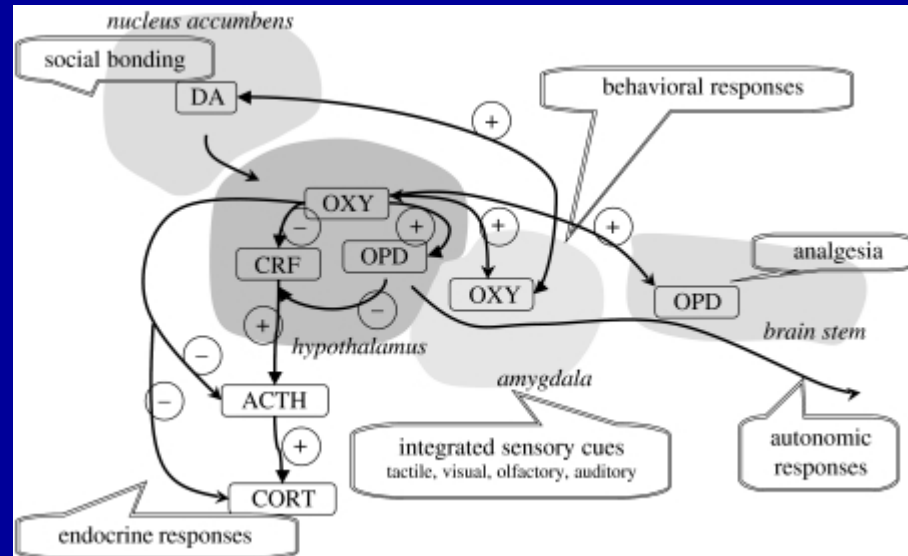 nucleus accumbens
social bonding
DA
behavioral responses
+
OXY
−
+
+
+
analgesia
CRF
OPD
OXY
OPD
+
−
hypothalamus
brain stem
−
amygdala
−
ACTH
integrated sensory cues
tactile, visual, olfactory, auditory
autonomic
responses
+
CORT
endocrine responses